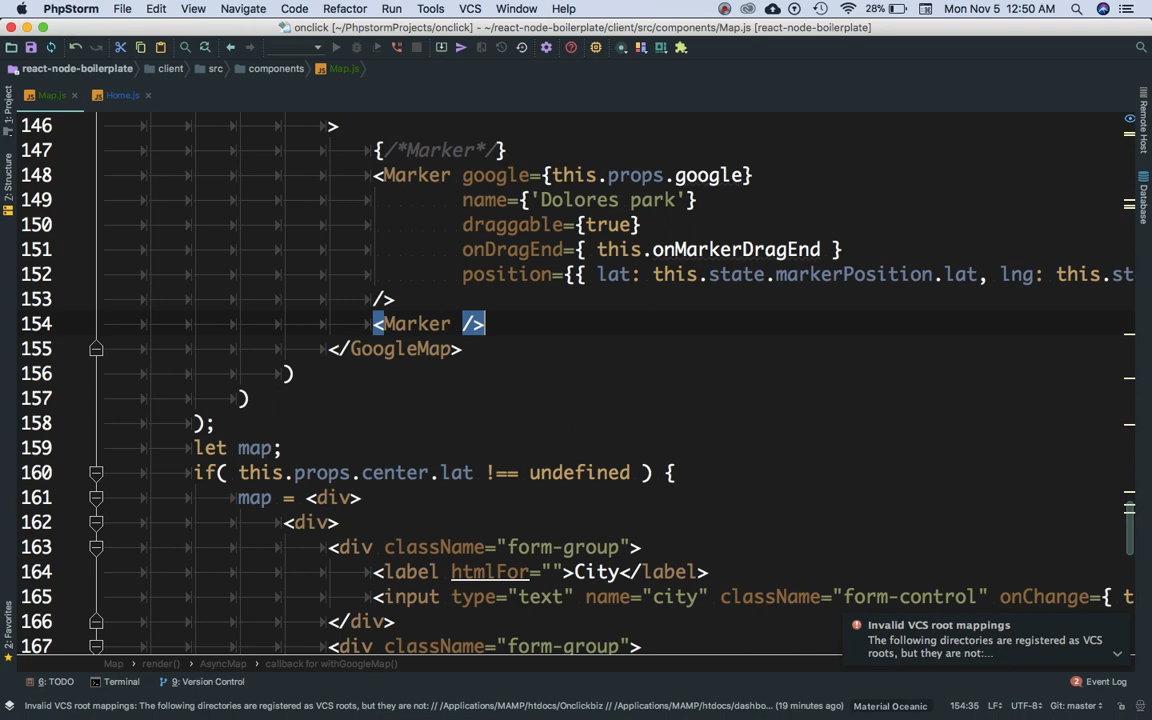 PhpStorm File Edit View Navigate Code Refactor Run Tools VCS Window Help 28% Mon Nov 5 12:50 AM
onclick [~/PhpstormProjects/onclick] - ~/react-node-boilerplate/client/src/components/Map.js [react-node-boilerplate]
react-node-boilerplate client src components Map.js
Map.js Home.js
1: Project
Z: Structure
2: Favorites
Remote Host
Database
146 >
147 {/*Marker*/}
148 <Marker google={this.props.google}
149 name={'Dolores park'}
150 draggable={true}
151 onDragEnd={ this.onMarkerDragEnd }
152 position={{ lat: this.state.markerPosition.lat, lng: this.st
153 />
154 <Marker />
155 </GoogleMap>
156 )
157 )
158 );
159 let map;
160 if( this.props.center.lat !== undefined ) {
161 map = <div>
162 <div>
163 <div className="form-group">
164 <label htmlFor="">City</label>
165 <input type="text" name="city" className="form-control" onChange={ t
166 </div>
167 <div className="form-group">
Invalid VCS root mappings
The following directories are registered as VCS
roots, but they are not:...
Map render() AsyncMap callback for withGoogleMap()
6: TODO Terminal 9: Version Control 2 Event Log
Invalid VCS root mappings: The following directories are registered as VCS roots, but they are not: // /Applications/MAMP/htdocs/Onclickbiz // /Applications/MAMP/htdocs/dashbo... (19 minutes ago) Material Oceanic 154:35 LF÷ UTF-8÷ Git: master÷